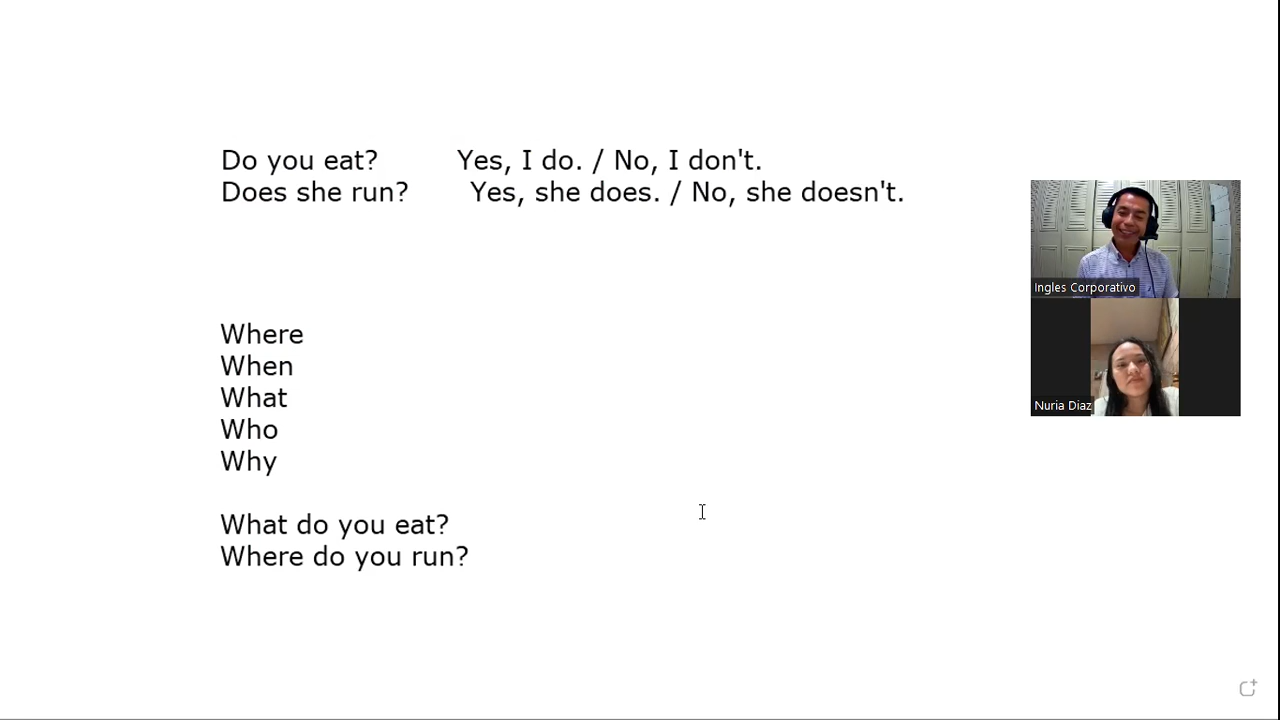 Do you eat? Yes, I do. / No, I don't.
Does she run? Yes, she does. / No, she doesn't.
Where
When
What
Who
Why
What do you eat?
Where do you run?
Ingles Corporativo
Nuria Diaz